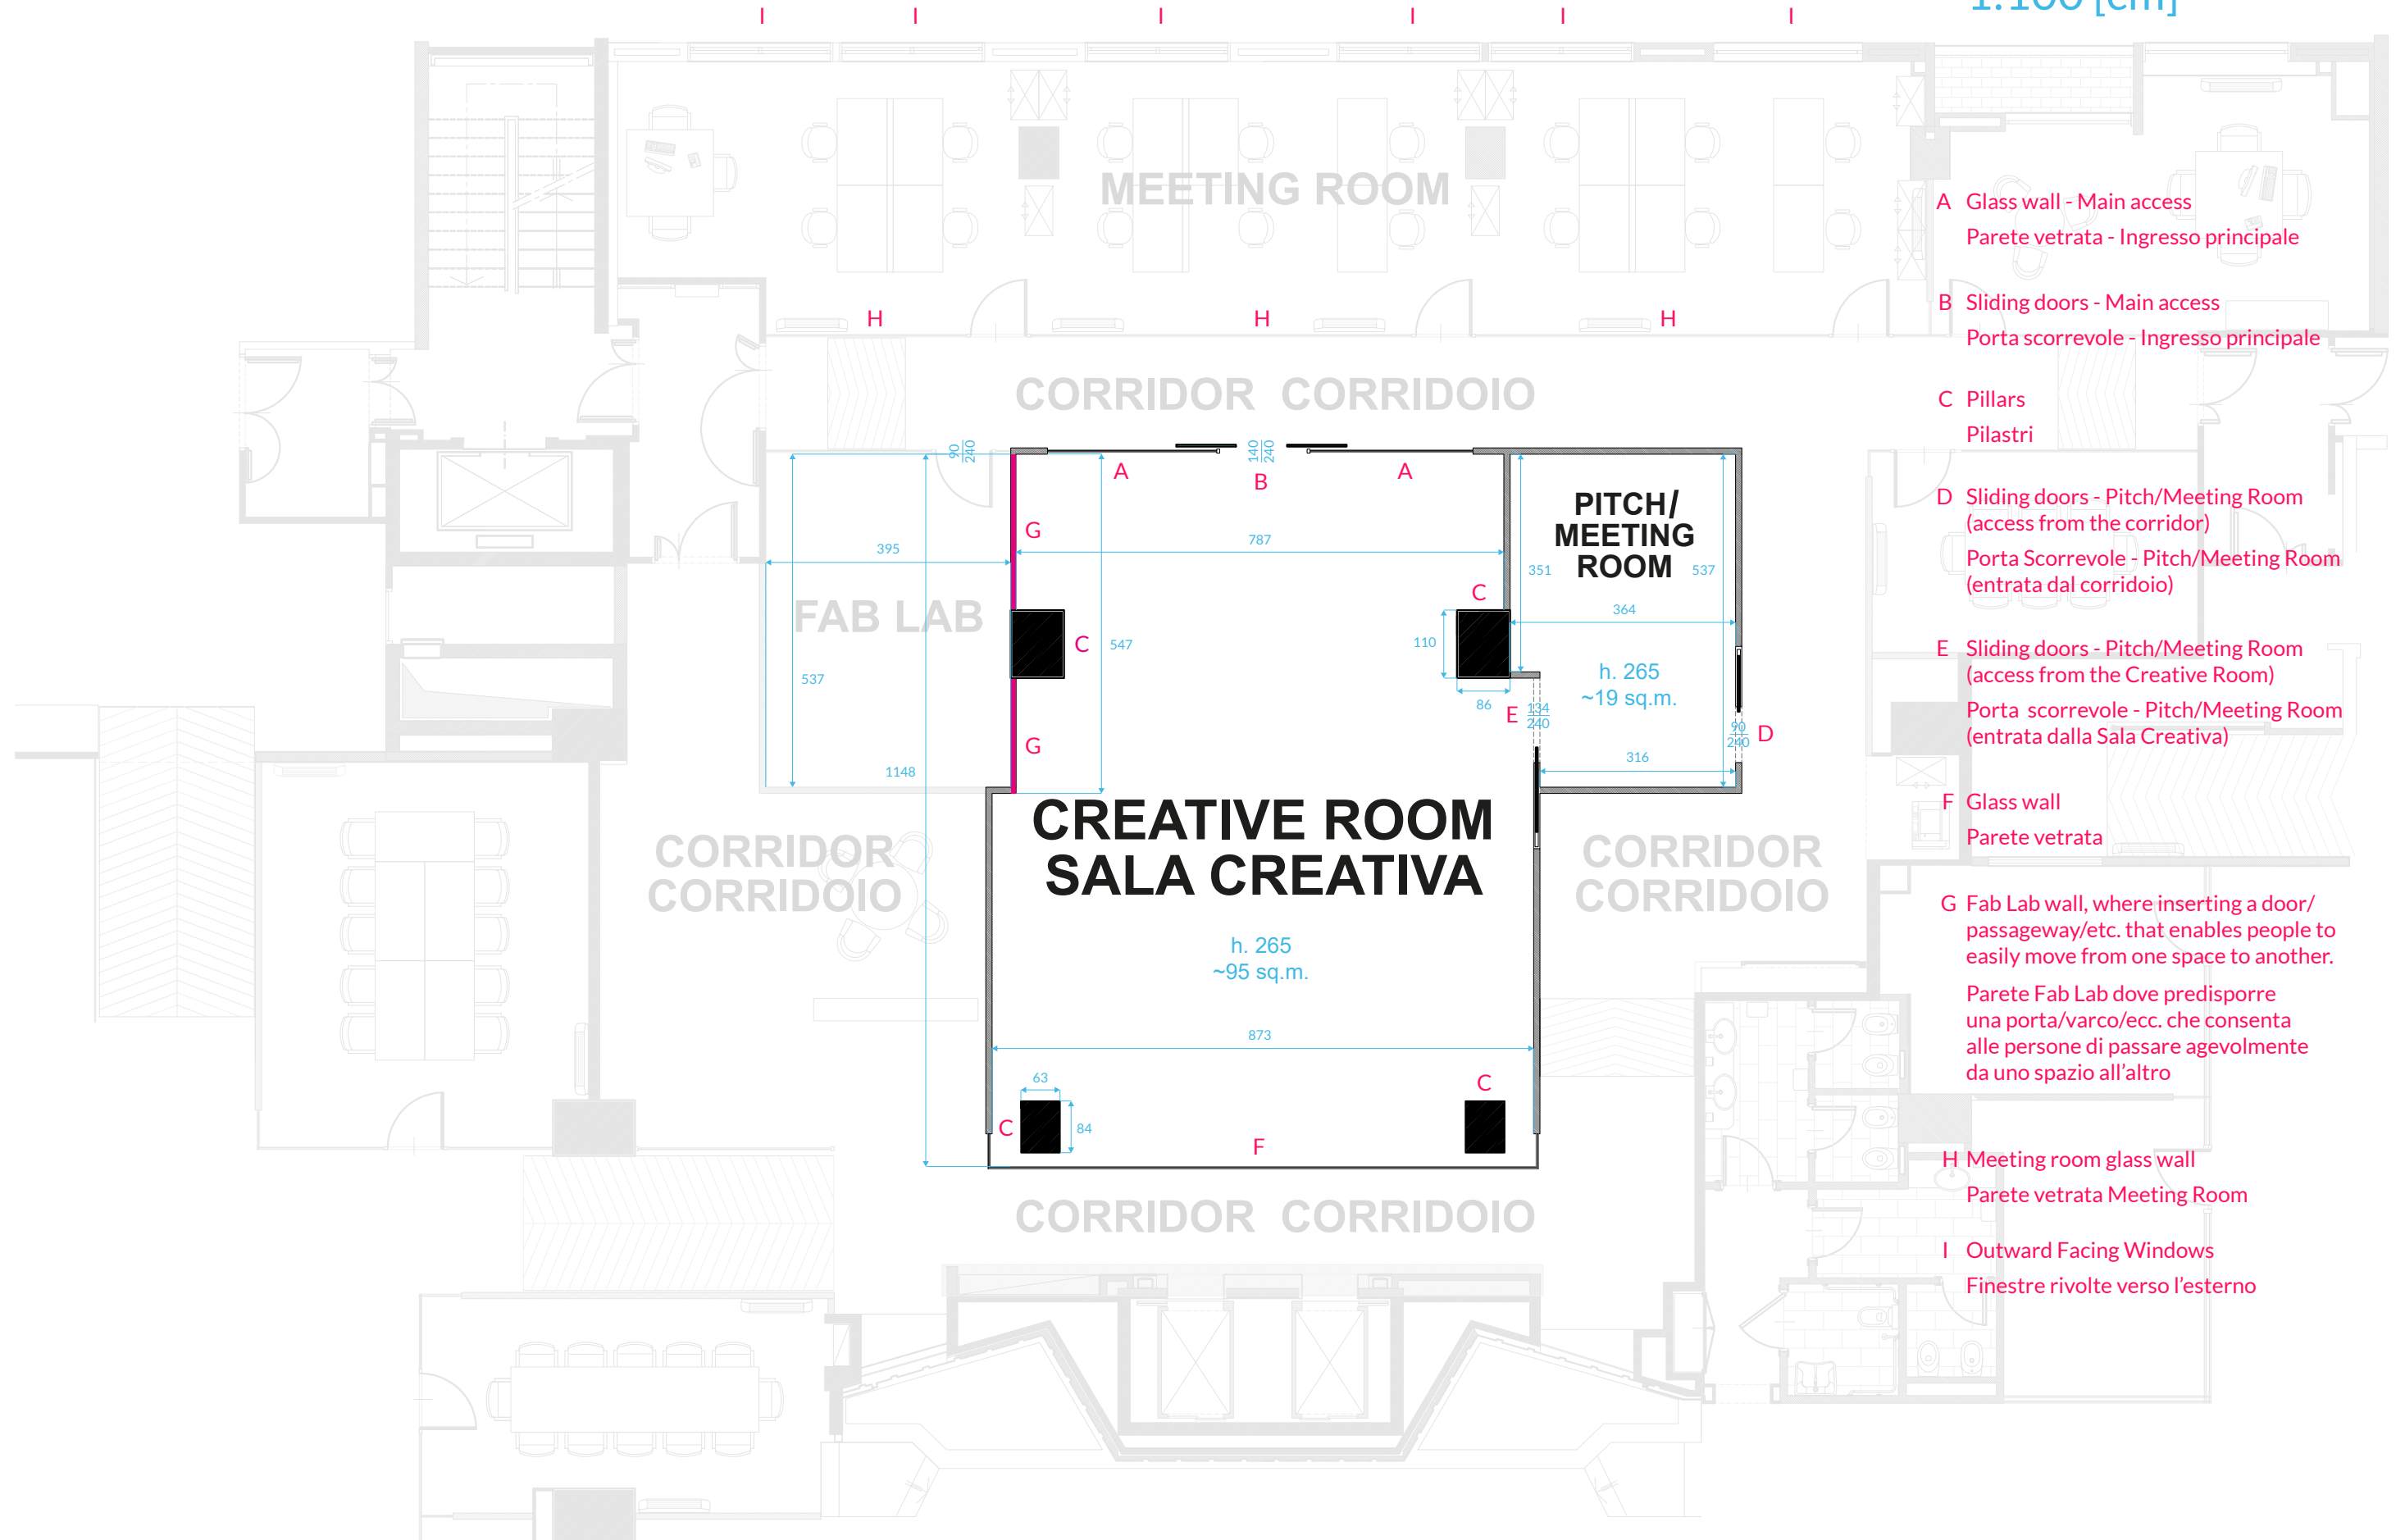 1:100 [cm]
I I I I I I
MEETING ROOM
H H H
CORRIDOR CORRIDOIO
90
240
140
240
A B A
G
395
787
PITCH/
MEETING
ROOM
351
537
364
C
FAB LAB
C
547
110
537
h. 265
~19 sq.m.
86
E
134
240
90
240
D
G
316
1148
CREATIVE ROOM
SALA CREATIVA
CORRIDOR
CORRIDOIO
CORRIDOR
CORRIDOIO
h. 265
~95 sq.m.
873
63
C
C
84
F
CORRIDOR CORRIDOIO
A Glass wall - Main access
Parete vetrata - Ingresso principale
B Sliding doors - Main access
Porta scorrevole - Ingresso principale
C Pillars
Pilastri
D Sliding doors - Pitch/Meeting Room
(access from the corridor)
Porta Scorrevole - Pitch/Meeting Room
(entrata dal corridoio)
E Sliding doors - Pitch/Meeting Room
(access from the Creative Room)
Porta scorrevole - Pitch/Meeting Room
(entrata dalla Sala Creativa)
F Glass wall
Parete vetrata
G Fab Lab wall, where inserting a door/
passageway/etc. that enables people to
easily move from one space to another.
Parete Fab Lab dove predisporre
una porta/varco/ecc. che consenta
alle persone di passare agevolmente
da uno spazio all'altro
H Meeting room glass wall
Parete vetrata Meeting Room
I Outward Facing Windows
Finestre rivolte verso l'esterno